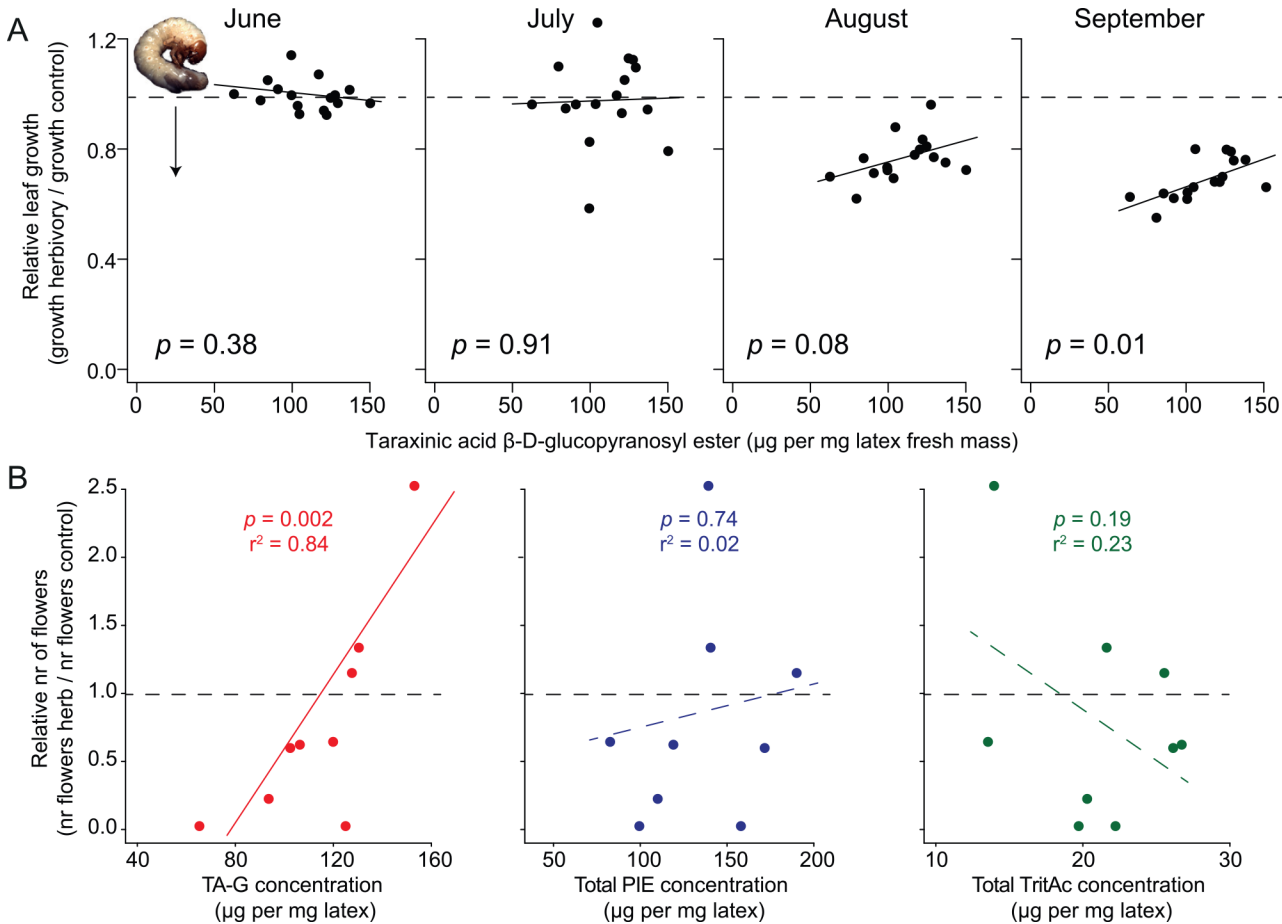 A
June
July
August
September
Relative leaf growth
(growth herbivory / growth control)
1.2
0.8
0.4
0.0
p = 0.38
p = 0.91
p = 0.08
p = 0.01
0 50 100 150
0 50 100 150
0 50 100 150
0 50 100 150
Taraxinic acid β-D-glucopyranosyl ester (µg per mg latex fresh mass)
B
Relative nr of flowers
(nr flowers herb / nr flowers control)
2.5
2.0
1.5
1.0
0.5
0.0
p = 0.002
r² = 0.84
p = 0.74
r² = 0.02
p = 0.19
r² = 0.23
40 80 120 160
50 100 150 200
10 20 30
TA-G concentration
(µg per mg latex)
Total PIE concentration
(µg per mg latex)
Total TritAc concentration
(µg per mg latex)